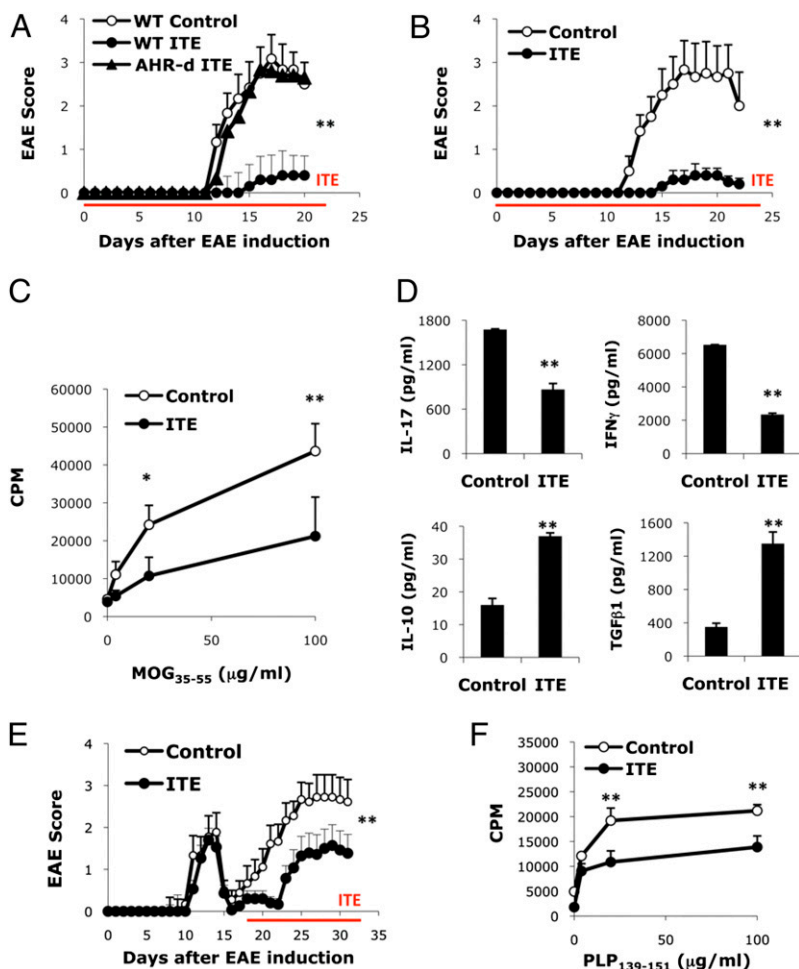 A
WT Control
WT ITE
AHR-d ITE
EAE Score
4
3
2
1
0
**
ITE
0 5 10 15 20 25
Days after EAE induction
B
Control
ITE
EAE Score
4
3
2
1
0
**
ITE
0 5 10 15 20 25
Days after EAE induction
C
Control
ITE
CPM
60000
50000
40000
30000
20000
10000
0
*
**
0 50 100
MOG35-55 (μg/ml)
D
IL-17 (pg/ml)
1800
1200
600
0
**
Control ITE
IFNγ (pg/ml)
8000
6000
4000
2000
0
**
Control ITE
IL-10 (pg/ml)
40
30
20
10
0
**
Control ITE
TGFβ1 (pg/ml)
1600
1200
800
400
0
**
Control ITE
E
Control
ITE
EAE Score
4
3
2
1
0
**
ITE
0 5 10 15 20 25 30 35
Days after EAE induction
F
Control
ITE
CPM
35000
30000
25000
20000
15000
10000
5000
0
**
**
0 50 100
PLP139-151 (μg/ml)